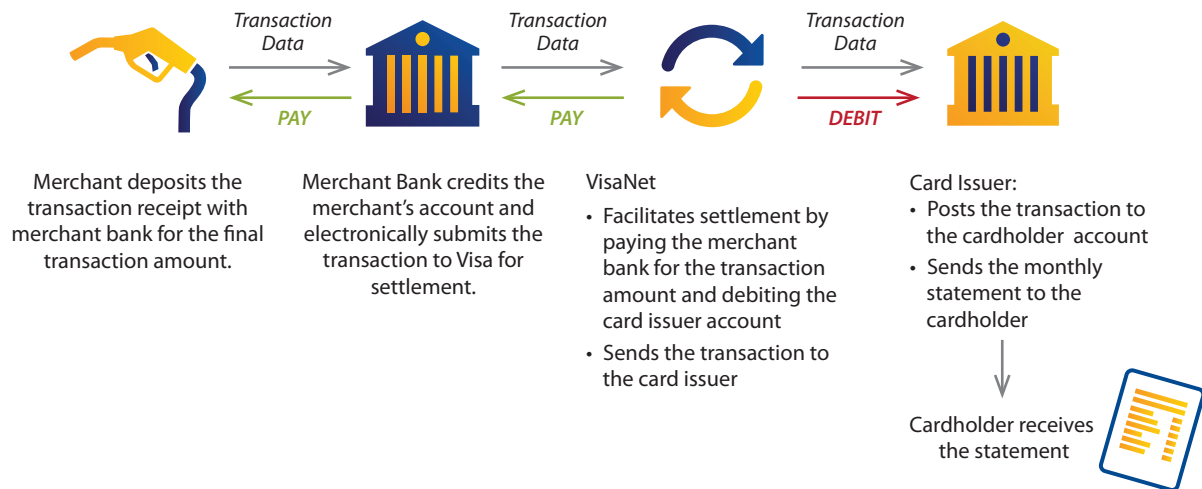 Transaction
Data
PAY
Transaction
Data
PAY
Transaction
Data
DEBIT
Merchant deposits the
transaction receipt with
merchant bank for the final
transaction amount.
Merchant Bank credits the
merchant's account and
electronically submits the
transaction to Visa for
settlement.
VisaNet
• Facilitates settlement by
paying the merchant
bank for the transaction
amount and debiting the
card issuer account
• Sends the transaction to
the card issuer
Card Issuer:
• Posts the transaction to
the cardholder account
• Sends the monthly
statement to the
cardholder
Cardholder receives
the statement